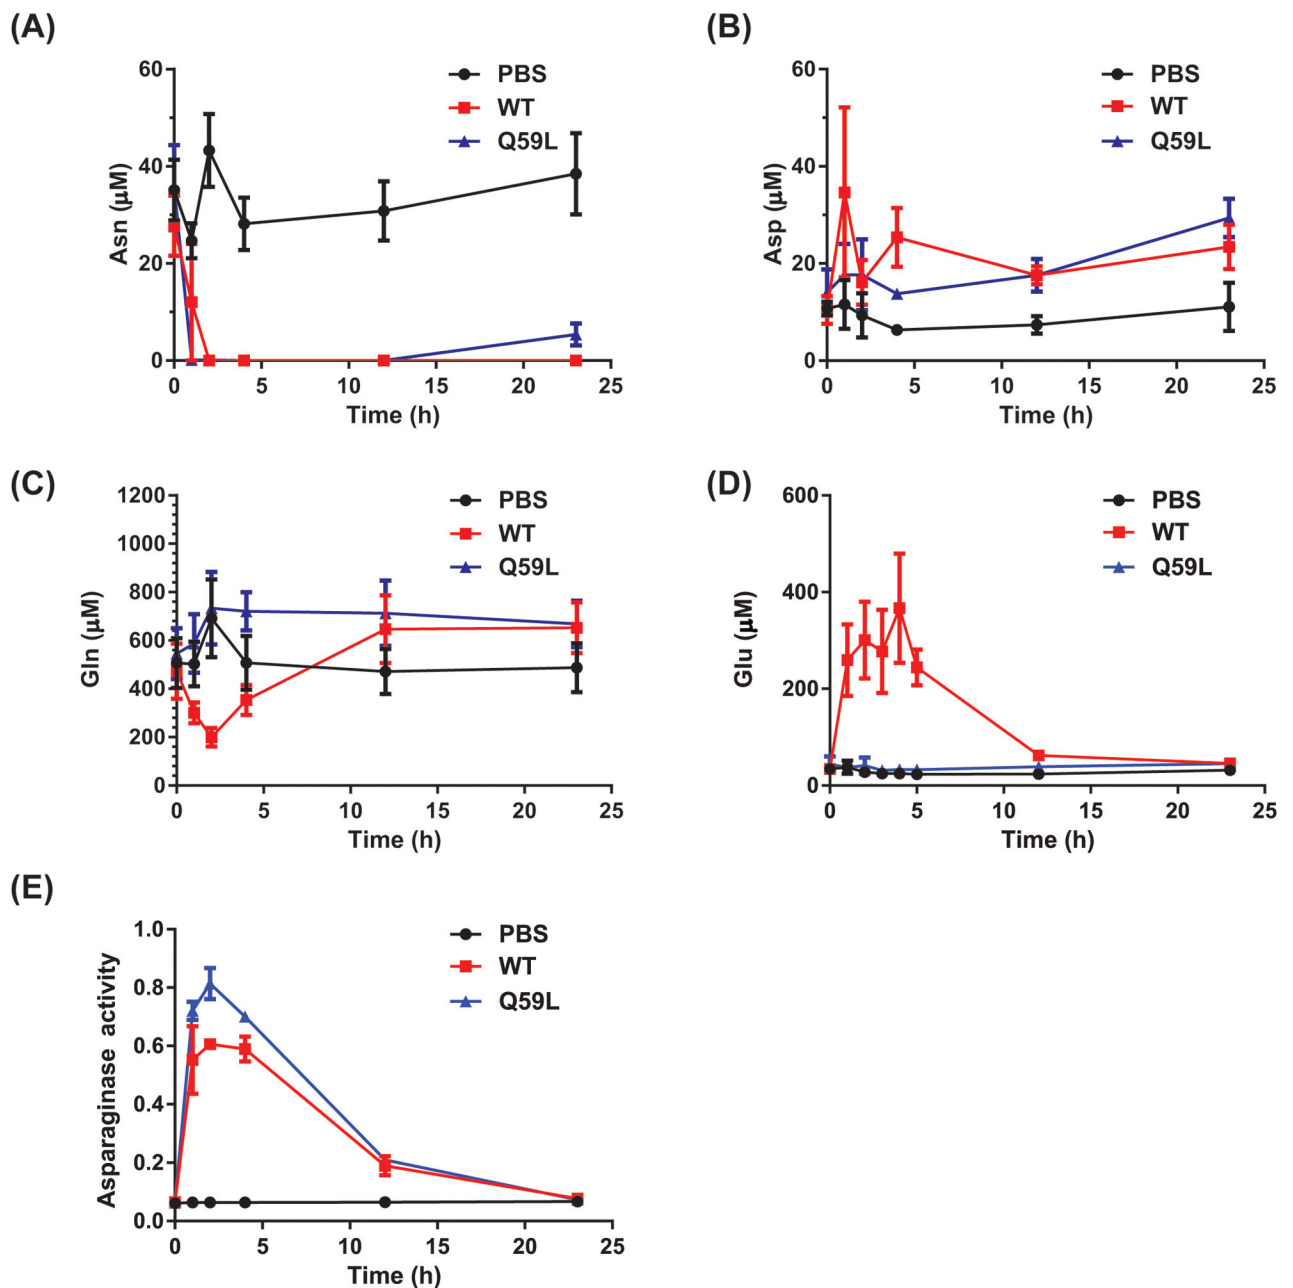 (A)
60
40
20
0
Asn (µM)
0 5 10 15 20 25
Time (h)
PBS
WT
Q59L
(B)
60
40
20
0
Asp (µM)
0 5 10 15 20 25
Time (h)
PBS
WT
Q59L
(C)
1200
1000
800
600
400
200
0
Gln (µM)
0 5 10 15 20 25
Time (h)
PBS
WT
Q59L
(D)
600
400
200
0
Glu (µM)
0 5 10 15 20 25
Time (h)
PBS
WT
Q59L
(E)
1.0
0.8
0.6
0.4
0.2
0.0
Asparaginase activity
0 5 10 15 20 25
Time (h)
PBS
WT
Q59L